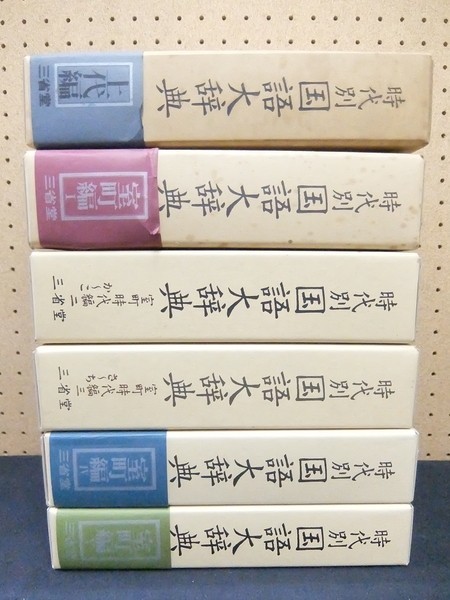 時代別
国語大辞典
上代編
三省堂
時代別
国語大辞典
室町編 I
三省堂
時代別
国語大辞典
室町時代編二
か～こ
三省堂
時代別
国語大辞典
室町時代編三
さ～ち
三省堂
時代別
国語大辞典
室町編 IV
三省堂
時代別
国語大辞典
室町編
三省堂